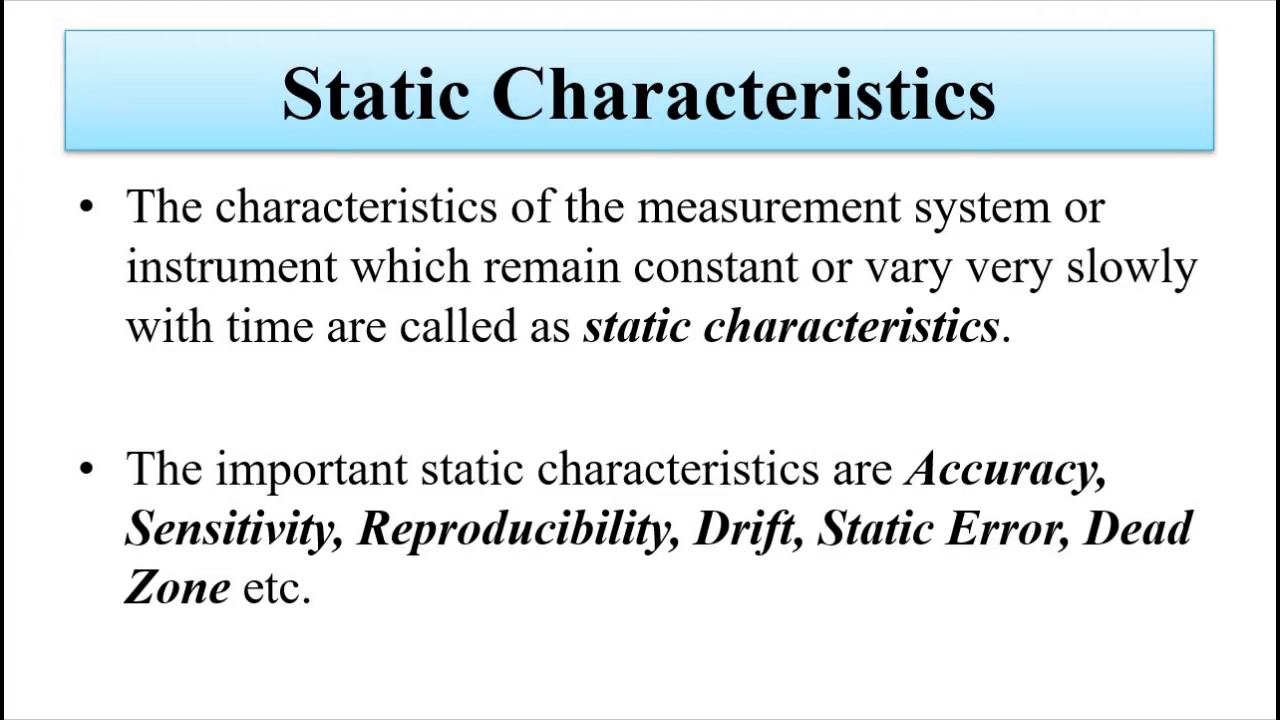 Static Characteristics
• The characteristics of the measurement system or
instrument which remain constant or vary very slowly
with time are called as static characteristics.
• The important static characteristics are Accuracy,
Sensitivity, Reproducibility, Drift, Static Error, Dead
Zone etc.